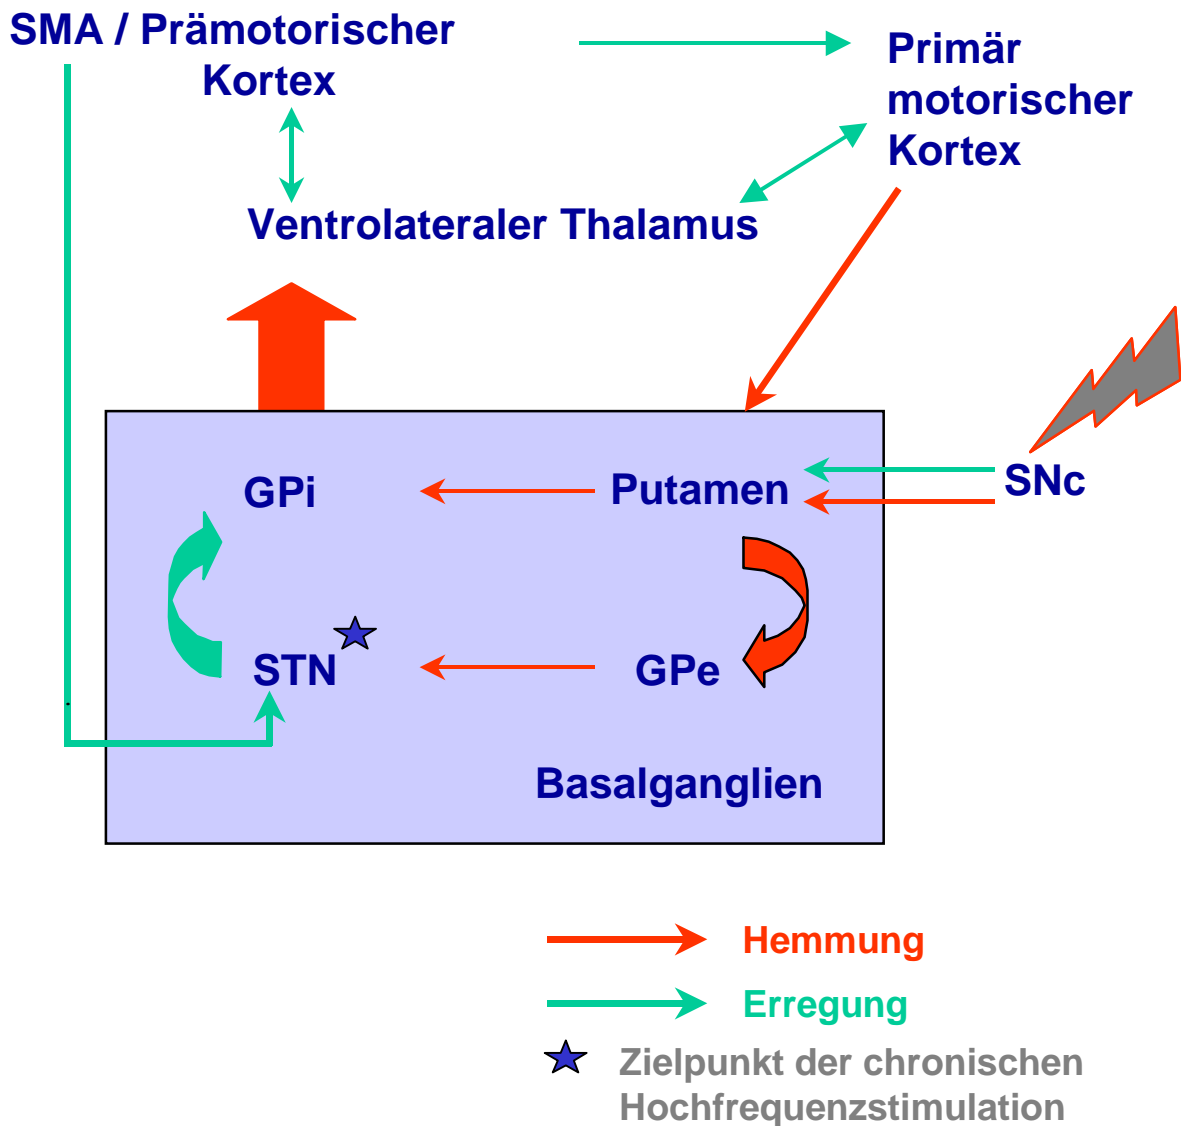 SMA / Prämotorischer
Kortex
Primär
motorischer
Kortex
Ventrolateraler Thalamus
GPi
Putamen
SNc
STN
GPe
Basalganglien
Hemmung
Erregung
Zielpunkt der chronischen
Hochfrequenzstimulation